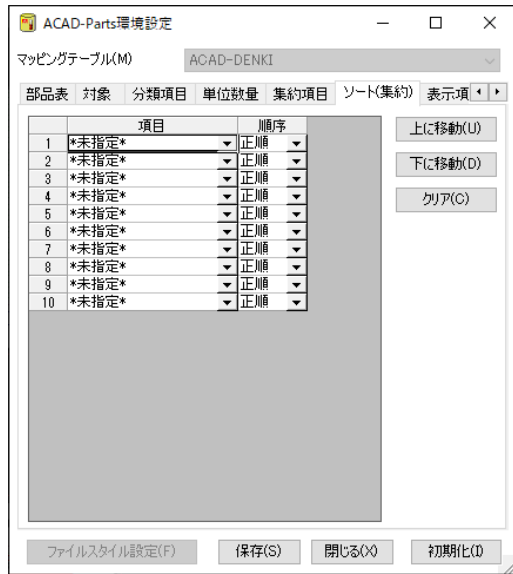 ACAD-Parts環境設定
マッピングテーブル(M) ACAD-DENKI
部品表 対象 分類項目 単位数量 集約項目 ソート(集約) 表示項
項目 順序
1 *未指定* 正順
2 *未指定* 正順
3 *未指定* 正順
4 *未指定* 正順
5 *未指定* 正順
6 *未指定* 正順
7 *未指定* 正順
8 *未指定* 正順
9 *未指定* 正順
10 *未指定* 正順
上に移動(U)
下に移動(D)
クリア(C)
ファイルスタイル設定(F) 保存(S) 閉じる(X) 初期化(I)